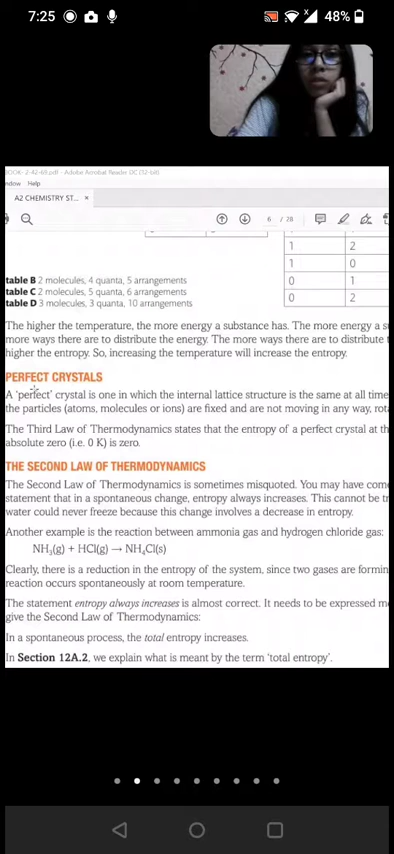 7:25
48%
BOOK- 2-42-69.pdf - Adobe Acrobat Reader DC (32-bit)
ndow Help
A2 CHEMISTRY ST... ×
6 / 28
1 2
1 0
table B 2 molecules, 4 quanta, 5 arrangements
0 1
table C 2 molecules, 5 quanta, 6 arrangements
0 2
table D 3 molecules, 3 quanta, 10 arrangements
The higher the temperature, the more energy a substance has. The more energy a s
more ways there are to distribute the energy. The more ways there are to distribute t
higher the entropy. So, increasing the temperature will increase the entropy.
PERFECT CRYSTALS
A 'perfect' crystal is one in which the internal lattice structure is the same at all time
the particles (atoms, molecules or ions) are fixed and are not moving in any way, rota
The Third Law of Thermodynamics states that the entropy of a perfect crystal at th
absolute zero (i.e. 0 K) is zero.
THE SECOND LAW OF THERMODYNAMICS
The Second Law of Thermodynamics is sometimes misquoted. You may have come
statement that in a spontaneous change, entropy always increases. This cannot be tr
water could never freeze because this change involves a decrease in entropy.
Another example is the reaction between ammonia gas and hydrogen chloride gas:
NH₃(g) + HCl(g) → NH₄Cl(s)
Clearly, there is a reduction in the entropy of the system, since two gases are formin
reaction occurs spontaneously at room temperature.
The statement entropy always increases is almost correct. It needs to be expressed m
give the Second Law of Thermodynamics:
In a spontaneous process, the total entropy increases.
In Section 12A.2, we explain what is meant by the term 'total entropy'.